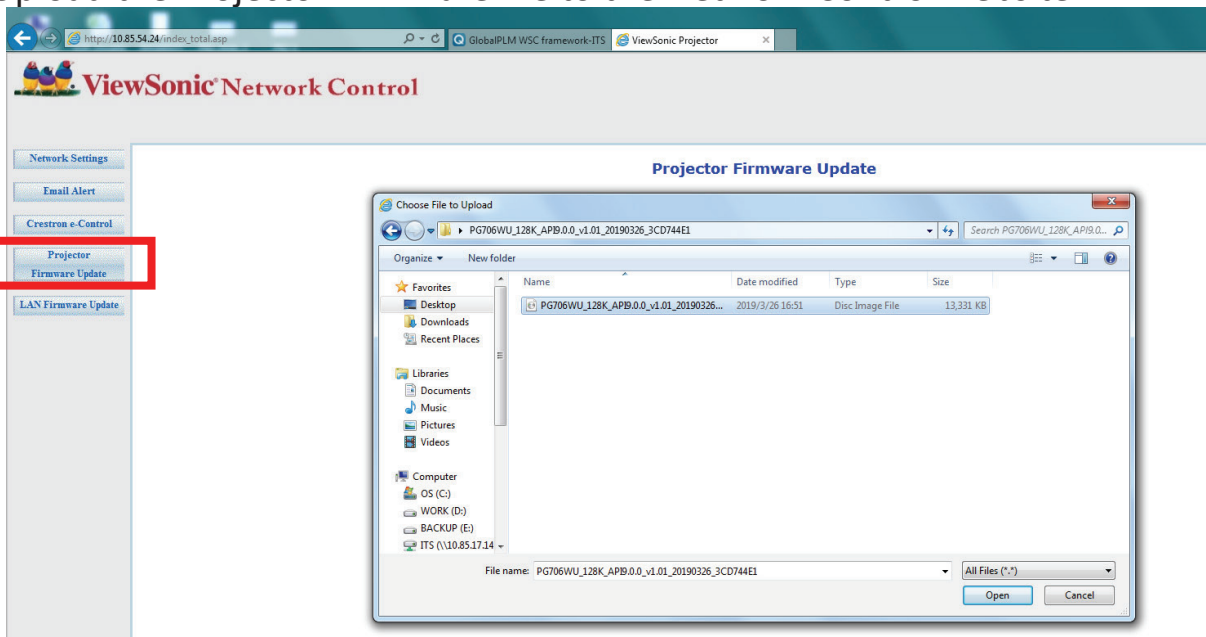 http://10.85.54.24/index_total.asp
GlobalPLM WSC framework-ITS
ViewSonic Projector
ViewSonic® Network Control
Network Settings
Email Alert
Crestron e-Control
Projector
Firmware Update
LAN Firmware Update
Projector Firmware Update
Choose File to Upload
PG706WU_128K_API9.0.0_v1.01_20190326_3CD744E1
Search PG706WU_128K_API9.0...
Organize
New folder
Name
Date modified
Type
Size
PG706WU_128K_API9.0.0_v1.01_20190326...
2019/3/26 16:51
Disc Image File
13,331 KB
Favorites
Desktop
Downloads
Recent Places
Libraries
Documents
Music
Pictures
Videos
Computer
OS (C:)
WORK (D:)
BACKUP (E:)
ITS (\\10.85.17.14
File name:
PG706WU_128K_API9.0.0_v1.01_20190326_3CD744E1
All Files (*.*)
Open
Cancel